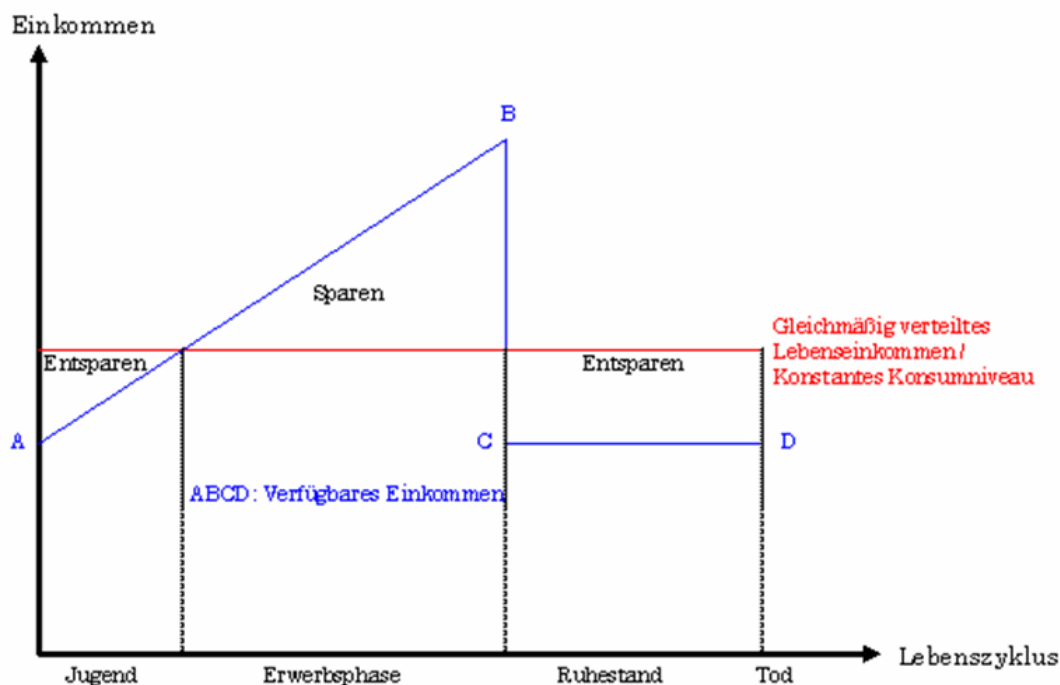 Einkommen
B
Sparen
Gleichmäßig verteiltes
Lebenseinkommen /
Konstantes Konsumniveau
Entsparen
Entsparen
A
C
D
ABCD: Verfügbares Einkommen
Lebenszyklus
Jugend
Erwerbsphase
Ruhestand
Tod